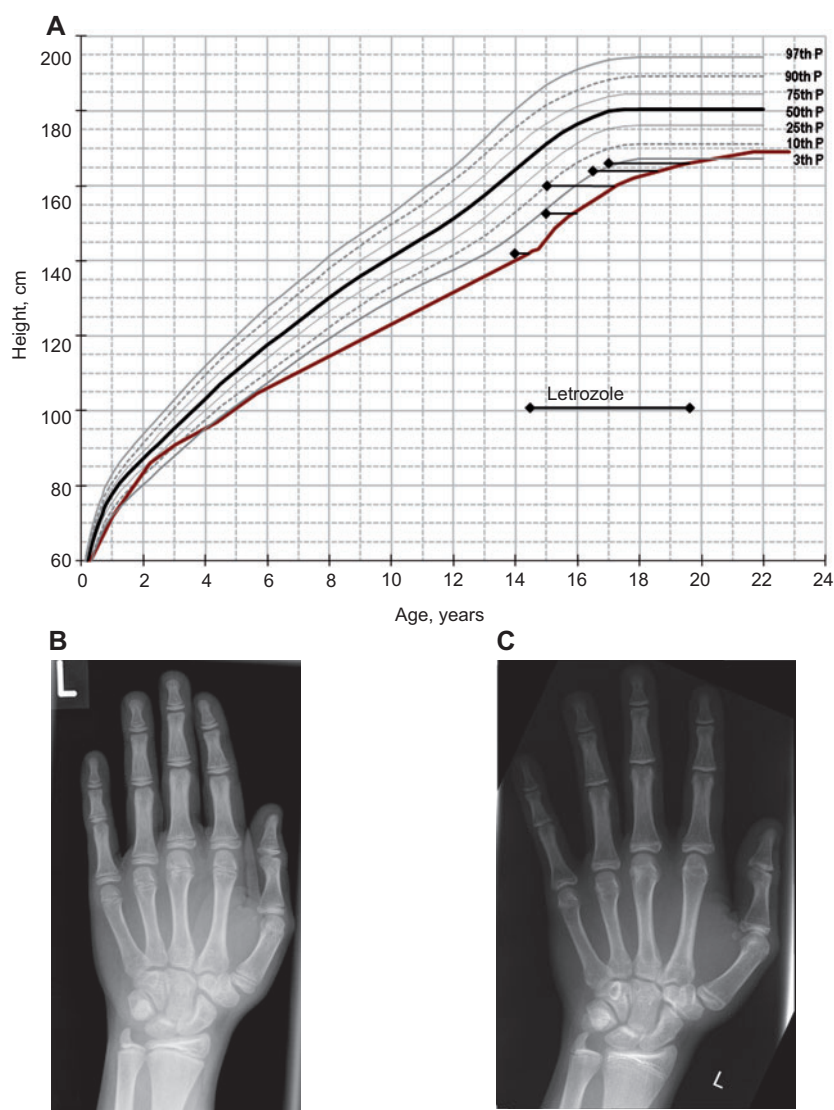 A
200
180
160
140
120
100
80
60
Height, cm
97th P
90th P
75th P
50th P
25th P
10th P
3th P
Letrozole
0 2 4 6 8 10 12 14 16 18 20 22 24
Age, years
B
C
L
L